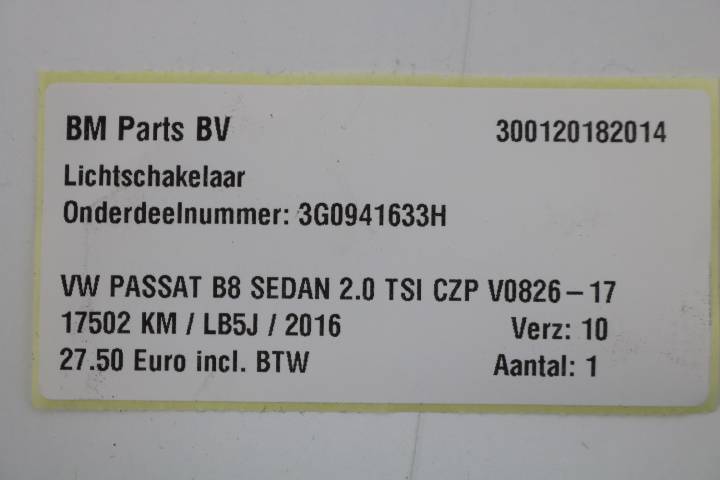 BM Parts BV 300120182014
Lichtschakelaar
Onderdeelnummer: 3G0941633H
VW PASSAT B8 SEDAN 2.0 TSI CZP V0826-17
17502 KM / LB5J / 2016 Verz: 10
27.50 Euro incl. BTW Aantal: 1